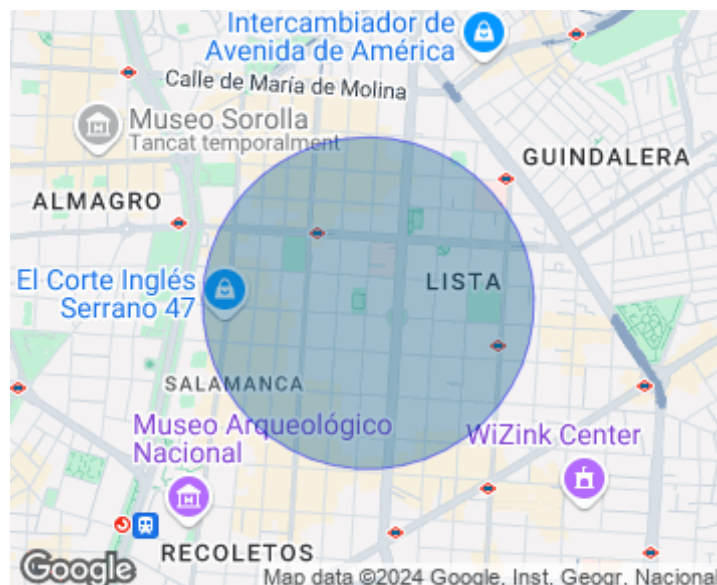 Intercambiador de
Avenida de América
Calle de María de Molina
Museo Sorolla
Tancat temporalment
GUINDALERA
ALMAGRO
El Corte Inglés
Serrano 47
LISTA
SALAMANCA
Museo Arqueológico
Nacional
WiZink Center
RECOLETOS
Google
Map data ©2024 Google, Inst. Geogr. Nacional